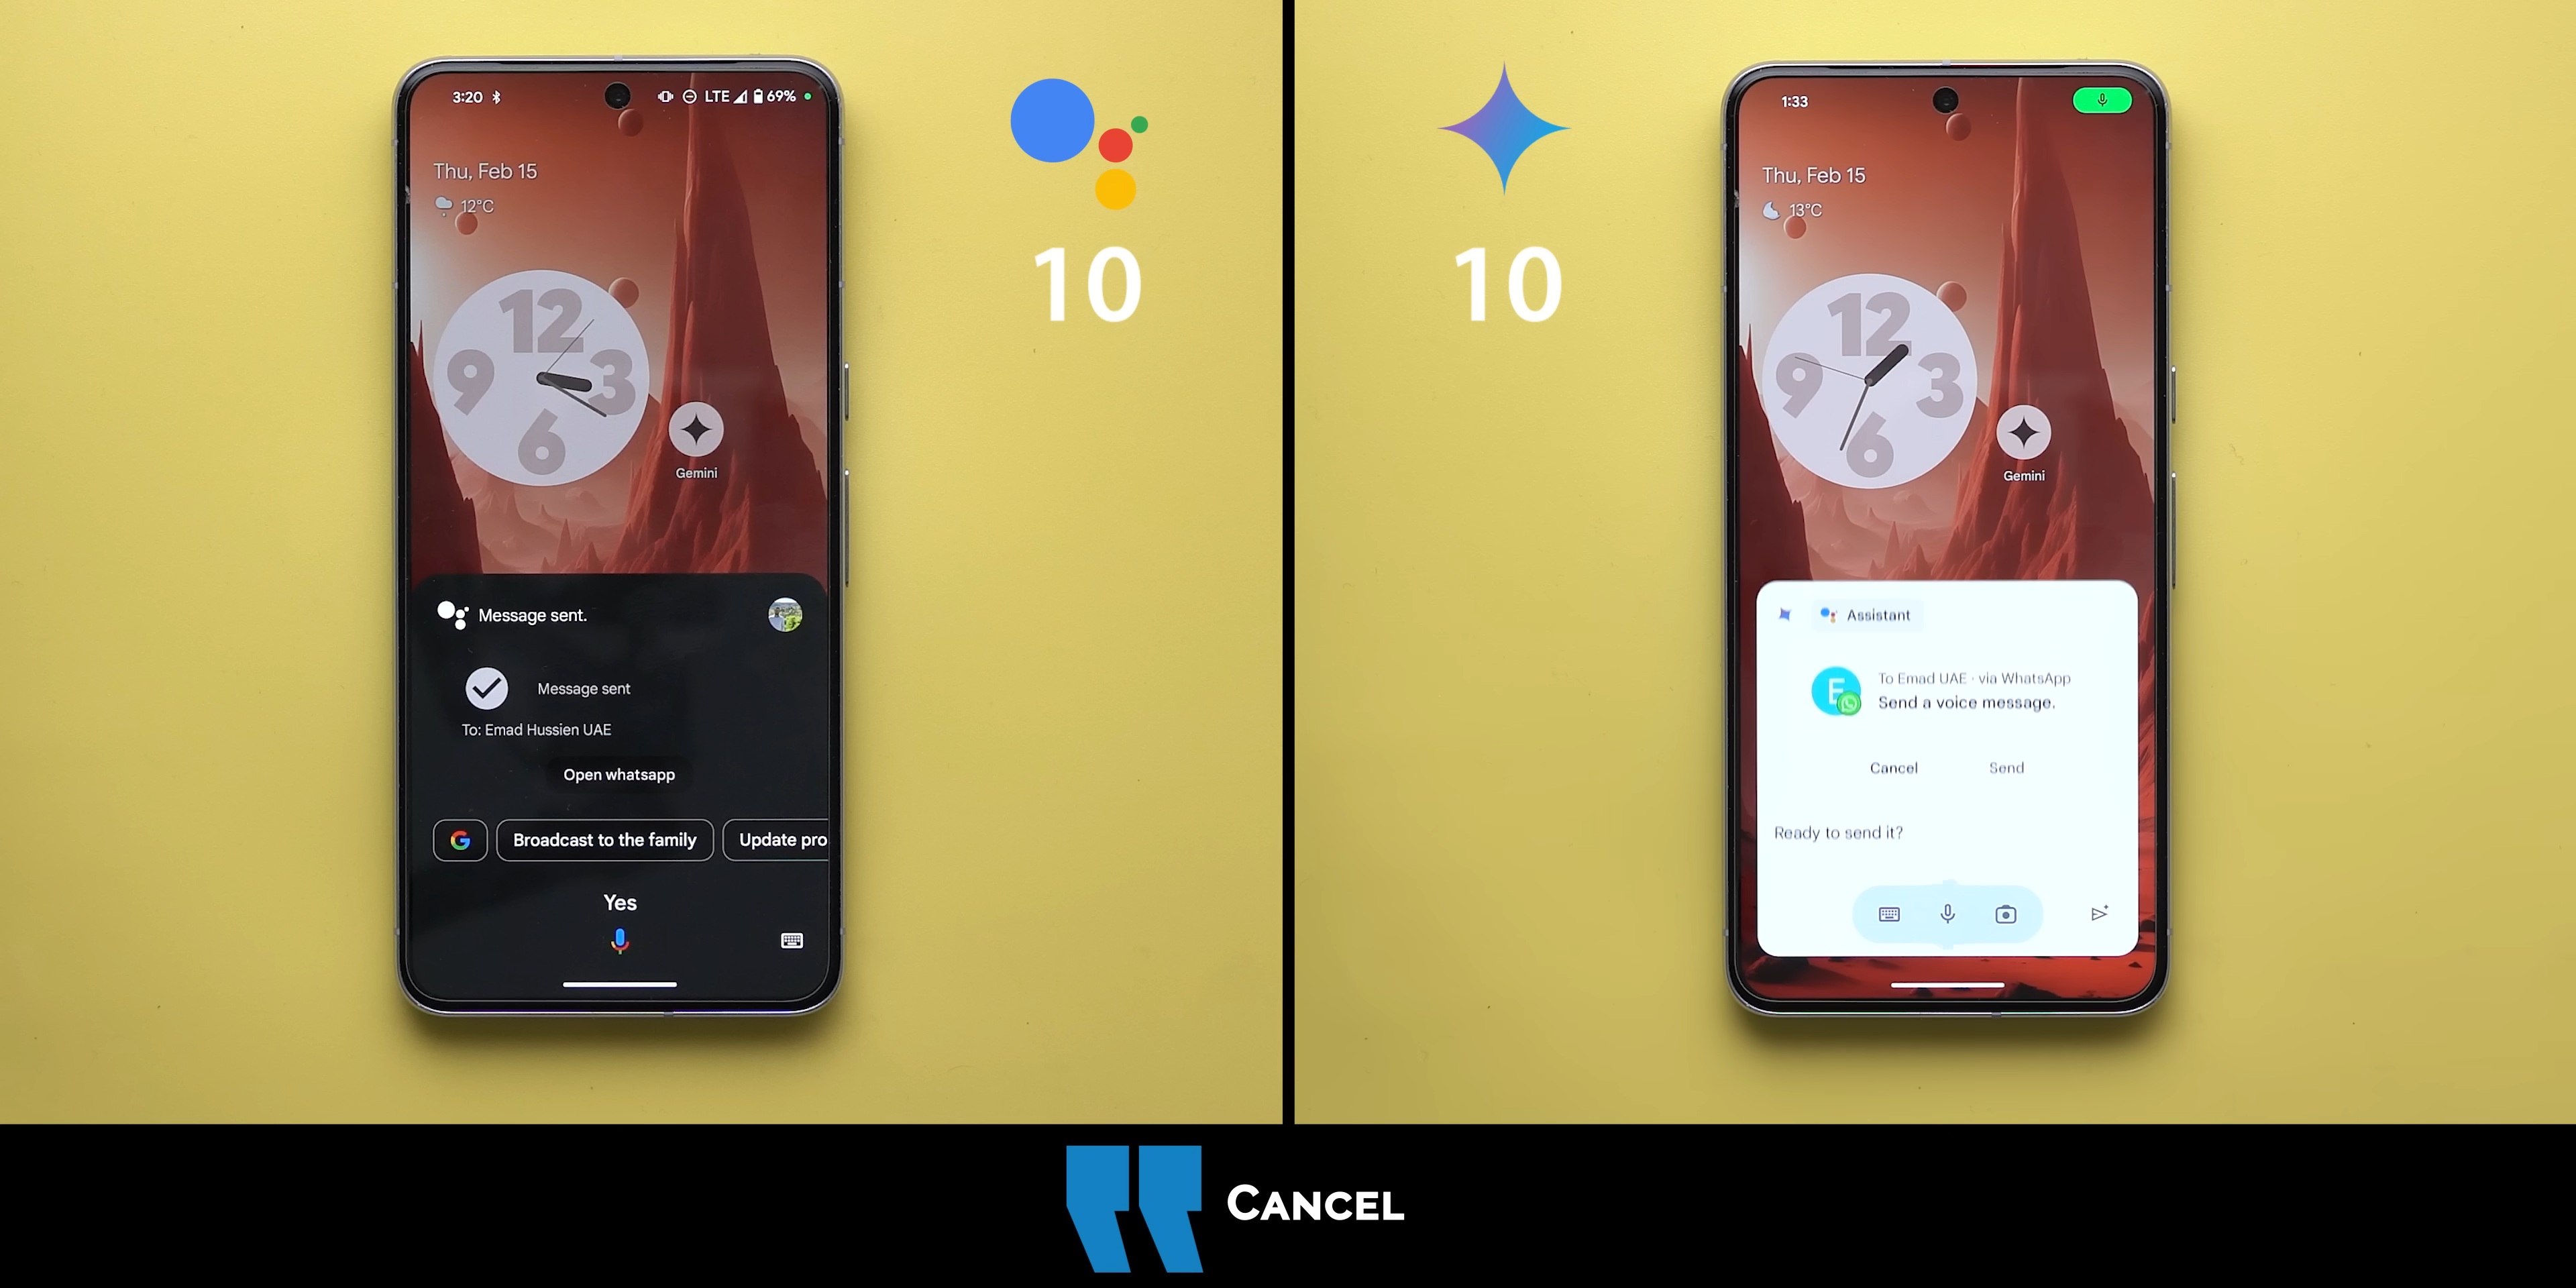 3:20
LTE
69%
Thu, Feb 15
12°C
12
9
3
6
Gemini
Message sent.
Message sent
To: Emad Hussien UAE
Open whatsapp
G
Broadcast to the family
Update pro
Yes
10
10
1:33
Thu, Feb 15
13°C
12
9
3
6
Gemini
Assistant
E
To Emad UAE · via WhatsApp
Send a voice message.
Cancel
Send
Ready to send it?
CANCEL